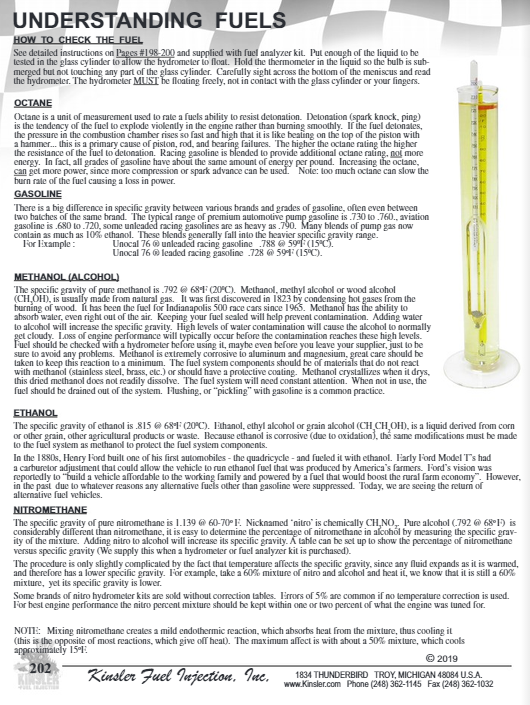 UNDERSTANDING FUELS
HOW TO CHECK THE FUEL
See detailed instructions on Pages #198-200 and supplied with fuel analyzer kit. Put enough of the liquid to be
tested in the glass cylinder to allow the hydrometer to float. Hold the thermometer in the liquid so the bulb is sub-
merged but not touching any part of the glass cylinder. Carefully sight across the bottom of the meniscus and read
the hydrometer. The hydrometer MUST be floating freely, not in contact with the glass cylinder or your fingers.
OCTANE
Octane is a unit of measurement used to rate a fuels ability to resist detonation. Detonation (spark knock, ping)
is the tendency of the fuel to explode violently in the engine rather than burning smoothly. If the fuel detonates,
the pressure in the combustion chamber rises so fast and high that it is like beating on the top of the piston with
a hammer... this is a primary cause of piston, rod, and bearing failures. The higher the octane rating the higher
the resistance of the fuel to detonation. Racing gasoline is blended to provide additional octane rating, not more
energy. In fact, all grades of gasoline have about the same amount of energy per pound. Increasing the octane,
can get more power, since more compression or spark advance can be used. Note: too much octane can slow the
burn rate of the fuel causing a loss in power.
GASOLINE
There is a big difference in specific gravity between various brands and grades of gasoline, often even between
two batches of the same brand. The typical range of premium automotive pump gasoline is .730 to .760., aviation
gasoline is .680 to .720, some unleaded racing gasolines are as heavy as .790. Many blends of pump gas now
contain as much as 10% ethanol. These blends generally fall into the heavier specific gravity range.
For Example : Unocal 76 @ unleaded racing gasoline .788 @ 59ºF (15ºC).
Unocal 76 @ leaded racing gasoline .728 @ 59ºF (15ºC).
METHANOL (ALCOHOL)
The specific gravity of pure methanol is .792 @ 68ºF (20ºC). Methanol, methyl alcohol or wood alcohol
(CH3OH), is usually made from natural gas. It was first discovered in 1823 by condensing hot gases from the
burning of wood. It has been the fuel for Indianapolis 500 race cars since 1965. Methanol has the ability to
absorb water, even right out of the air. Keeping your fuel sealed will help prevent contamination. Adding water
to alcohol will increase the specific gravity. High levels of water contamination will cause the alcohol to normally
get cloudy. Loss of engine performance will typically occur before the contamination reaches these high levels.
Fuel should be checked with a hydrometer before using it, maybe even before you leave your supplier, just to be
sure to avoid any problems. Methanol is extremely corrosive to aluminum and magnesium, great care should be
taken to keep this reaction to a minimum. The fuel system components should be of materials that do not react
with methanol (stainless steel, brass, etc.) or should have a protective coating. Methanol crystallizes when it drys,
this dried methanol does not readily dissolve. The fuel system will need constant attention. When not in use, the
fuel should be drained out of the system. Flushing, or “pickling” with gasoline is a common practice.
ETHANOL
The specific gravity of ethanol is .815 @ 68ºF (20ºC). Ethanol, ethyl alcohol or grain alcohol (CH3CH2OH), is a liquid derived from corn
or other grain, other agricultural products or waste. Because ethanol is corrosive (due to oxidation), the same modifications must be made
to the fuel system as methanol to protect the fuel system components.
In the 1880s, Henry Ford built one of his first automobiles - the quadricycle - and fueled it with ethanol. Early Ford Model T’s had
a carburetor adjustment that could allow the vehicle to run ethanol fuel that was produced by America’s farmers. Ford’s vision was
reportedly to “build a vehicle affordable to the working family and powered by a fuel that would boost the rural farm economy”. However,
in the past due to whatever reasons any alternative fuels other than gasoline were suppressed. Today, we are seeing the return of
alternative fuel vehicles.
NITROMETHANE
The specific gravity of pure nitromethane is 1.139 @ 60-70º F. Nicknamed ‘nitro’ is chemically CH3NO2. Pure alcohol (.792 @ 68ºF) is
considerably different than nitromethane, it is easy to determine the percentage of nitromethane in alcohol by measuring the specific grav-
ity of the mixture. Adding nitro to alcohol will increase its specific gravity. A table can be set up to show the percentage of nitromethane
versus specific gravity (We supply this when a hydrometer or fuel analyzer kit is purchased).
The procedure is only slightly complicated by the fact that temperature affects the specific gravity, since any fluid expands as it is warmed,
and therefore has a lower specific gravity. For example, take a 60% mixture of nitro and alcohol and heat it, we know that it is still a 60%
mixture, yet its specific gravity is lower.
Some brands of nitro hydrometer kits are sold without correction tables. Errors of 5% are common if no temperature correction is used.
For best engine performance the nitro percent mixture should be kept within one or two percent of what the engine was tuned for.
NOTE: Mixing nitromethane creates a mild endothermic reaction, which absorbs heat from the mixture, thus cooling it
(this is the opposite of most reactions, which give off heat). The maximum affect is with about a 50% mixture, which cools
approximately 15ºF.
© 2019
202
Kinsler Fuel Injection, Inc.
1834 THUNDERBIRD TROY, MICHIGAN 48084 U.S.A.
www.Kinsler.com Phone (248) 362-1145 Fax (248) 362-1032